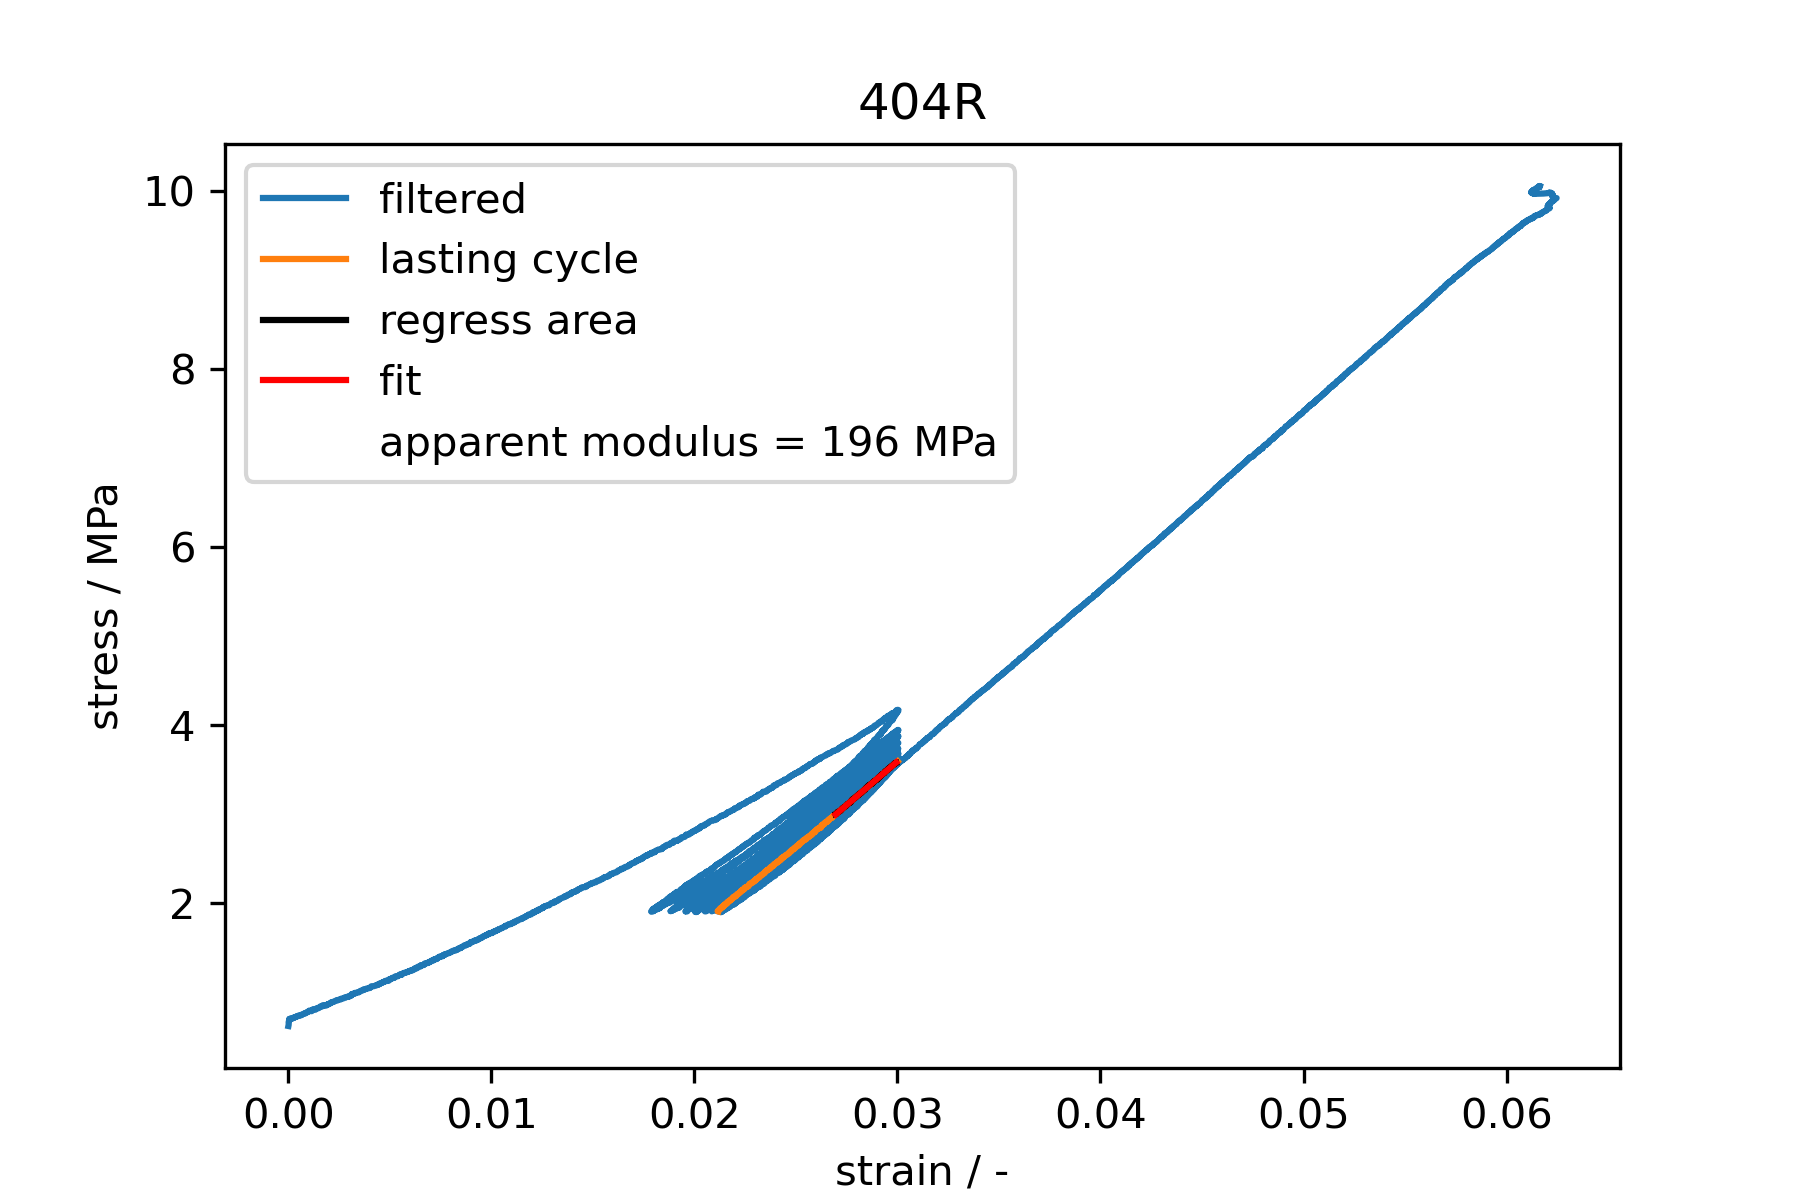 404R
filtered
lasting cycle
regress area
fit
apparent modulus = 196 MPa
stress / MPa
10
8
6
4
2
0.00 0.01 0.02 0.03 0.04 0.05 0.06
strain / -